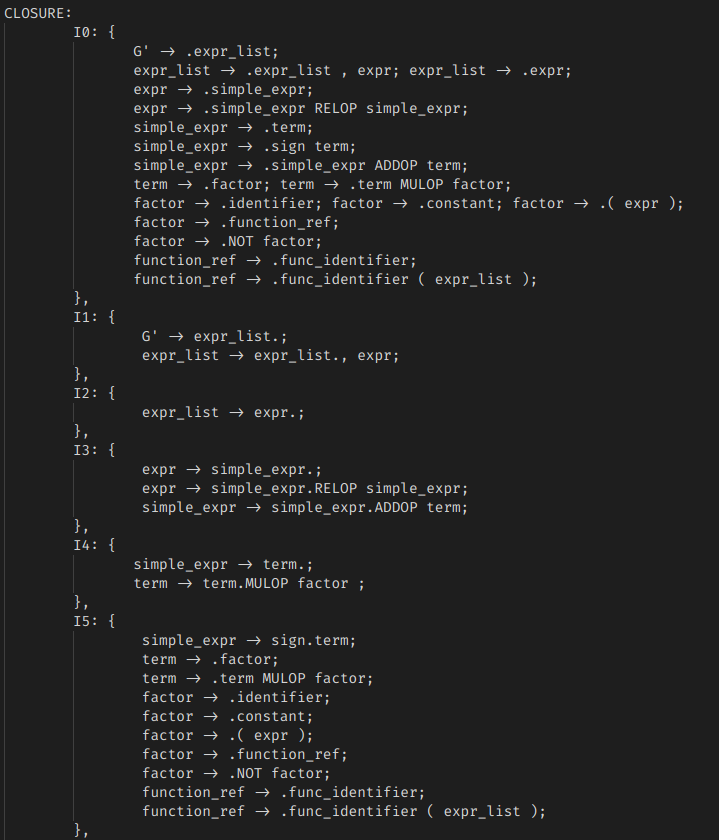 CLOSURE:
I0: {
G' → .expr_list;
expr_list → .expr_list , expr; expr_list → .expr;
expr → .simple_expr;
expr → .simple_expr RELOP simple_expr;
simple_expr → .term;
simple_expr → .sign term;
simple_expr → .simple_expr ADDOP term;
term → .factor; term → .term MULOP factor;
factor → .identifier; factor → .constant; factor → .( expr );
factor → .function_ref;
factor → .NOT factor;
function_ref → .func_identifier;
function_ref → .func_identifier ( expr_list );
},
I1: {
G' → expr_list.;
expr_list → expr_list., expr;
},
I2: {
expr_list → expr.;
},
I3: {
expr → simple_expr.;
expr → simple_expr.RELOP simple_expr;
simple_expr → simple_expr.ADDOP term;
},
I4: {
simple_expr → term.;
term → term.MULOP factor ;
},
I5: {
simple_expr → sign.term;
term → .factor;
term → .term MULOP factor;
factor → .identifier;
factor → .constant;
factor → .( expr );
factor → .function_ref;
factor → .NOT factor;
function_ref → .func_identifier;
function_ref → .func_identifier ( expr_list );
},